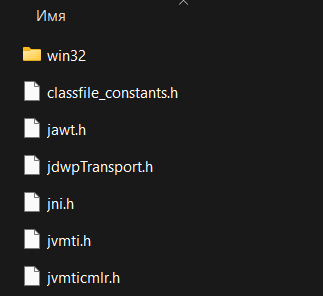 Имя
win32
classfile_constants.h
jawt.h
jdwpTransport.h
jni.h
jvmti.h
jvmticmlr.h